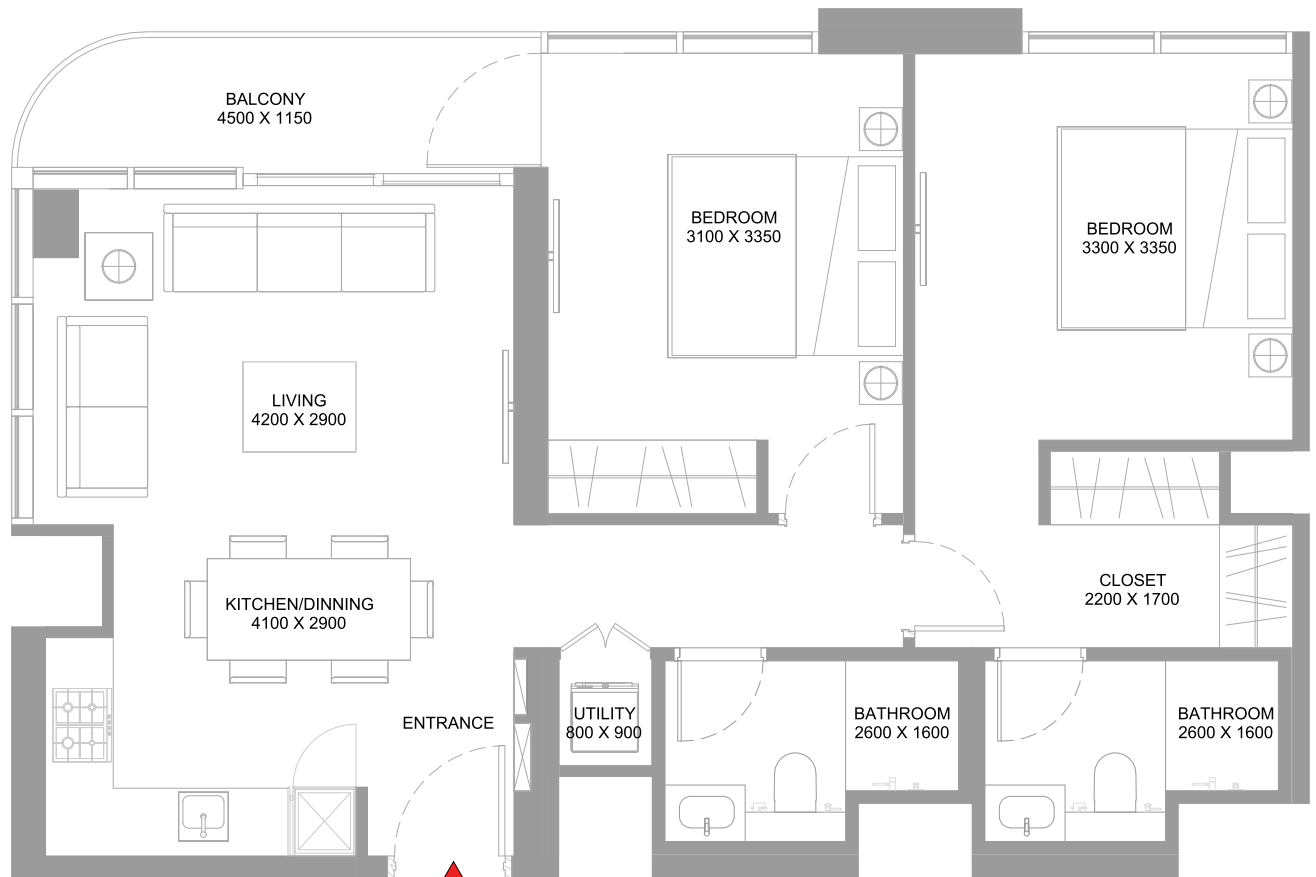 BALCONY
4500 X 1150
BEDROOM
3100 X 3350
BEDROOM
3300 X 3350
LIVING
4200 X 2900
KITCHEN/DINNING
4100 X 2900
CLOSET
2200 X 1700
ENTRANCE
UTILITY
800 X 900
BATHROOM
2600 X 1600
BATHROOM
2600 X 1600